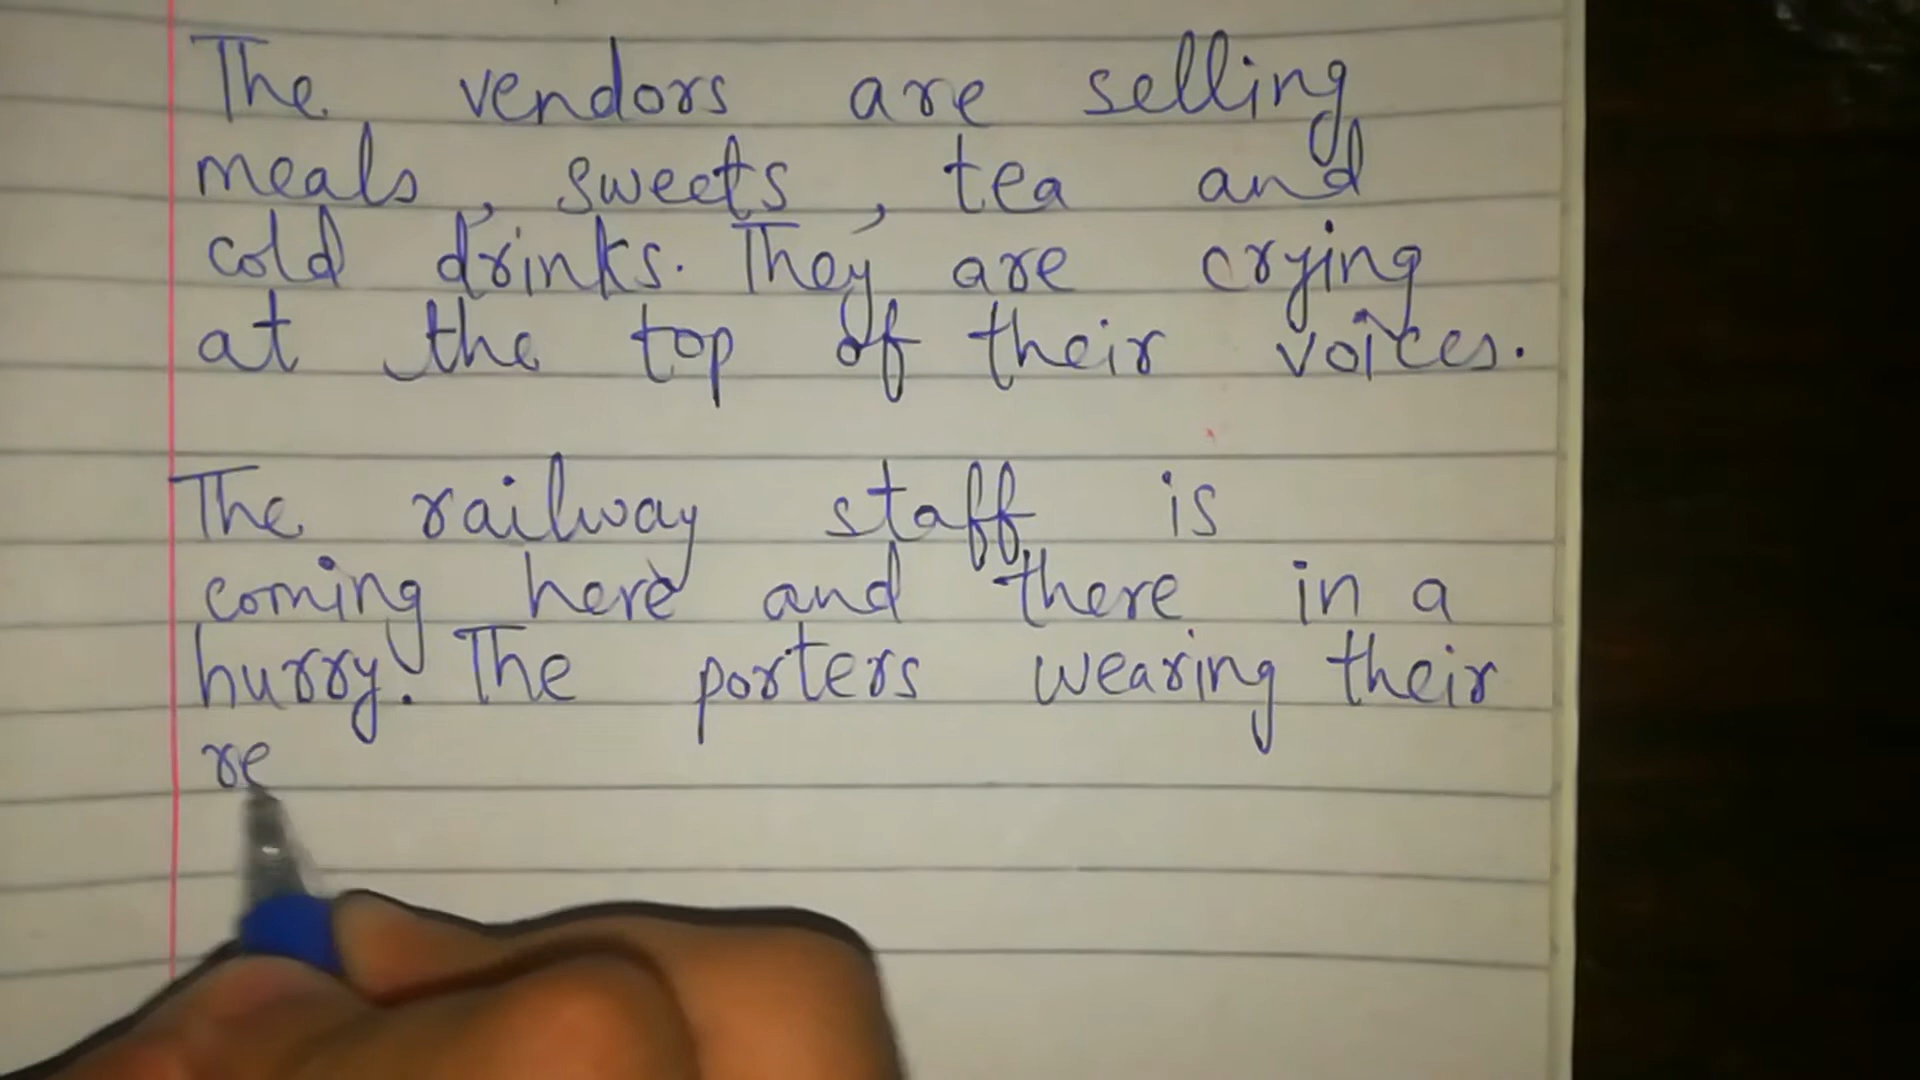 The vendors are selling
meals, sweets, tea and
cold drinks. They are crying
at the top of their voices.
The railway staff is
coming here and there in a
hurry. The porters wearing their
re